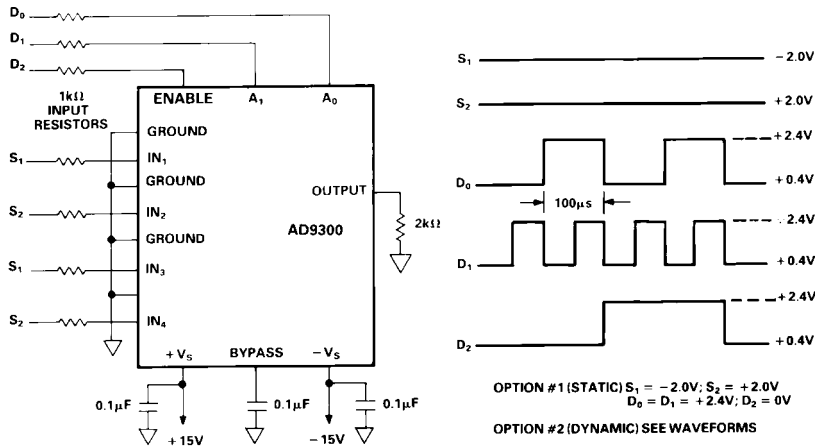 D₀
D₁
D₂
1kΩ
INPUT
RESISTORS
ENABLE A₁ A₀
GROUND
S₁ IN₁
GROUND
S₂ IN₂
GROUND
S₁ IN₃
S₂ IN₄
OUTPUT
AD9300
2kΩ
+Vₛ BYPASS −Vₛ
0.1μF 0.1μF 0.1μF
+15V −15V
S₁ −2.0V
S₂ +2.0V
+2.4V
D₀ +0.4V
100μs
2.4V
D₁ +0.4V
+2.4V
D₂ +0.4V
OPTION #1 (STATIC) S₁ = −2.0V; S₂ = +2.0V
D₀ = D₁ = +2.4V; D₂ = 0V
OPTION #2 (DYNAMIC) SEE WAVEFORMS